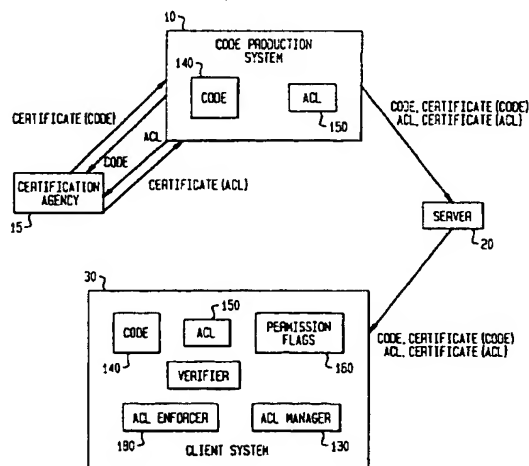 10
CODE PRODUCTION
SYSTEM
140
CODE
ACL
150
CERTIFICATE (CODE)
CODE
ACL
CERTIFICATE (ACL)
CERTIFICATION
AGENCY
15
CODE, CERTIFICATE (CODE)
ACL, CERTIFICATE (ACL)
SERVER
20
30
150
CODE
ACL
PERMISSION
FLAGS
140
160
VERIFIER
CODE, CERTIFICATE (CODE)
ACL, CERTIFICATE (ACL)
ACL ENFORCER
ACL MANAGER
180
130
CLIENT SYSTEM